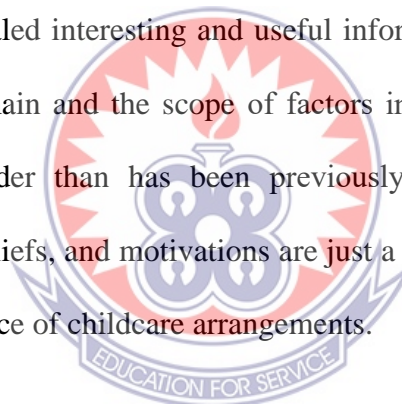 aled interesting and useful infor
ain and the scope of factors in
der than has been previously
iefs, and motivations are just a
ce of childcare arrangements.
EDUCATION FOR SERVICE